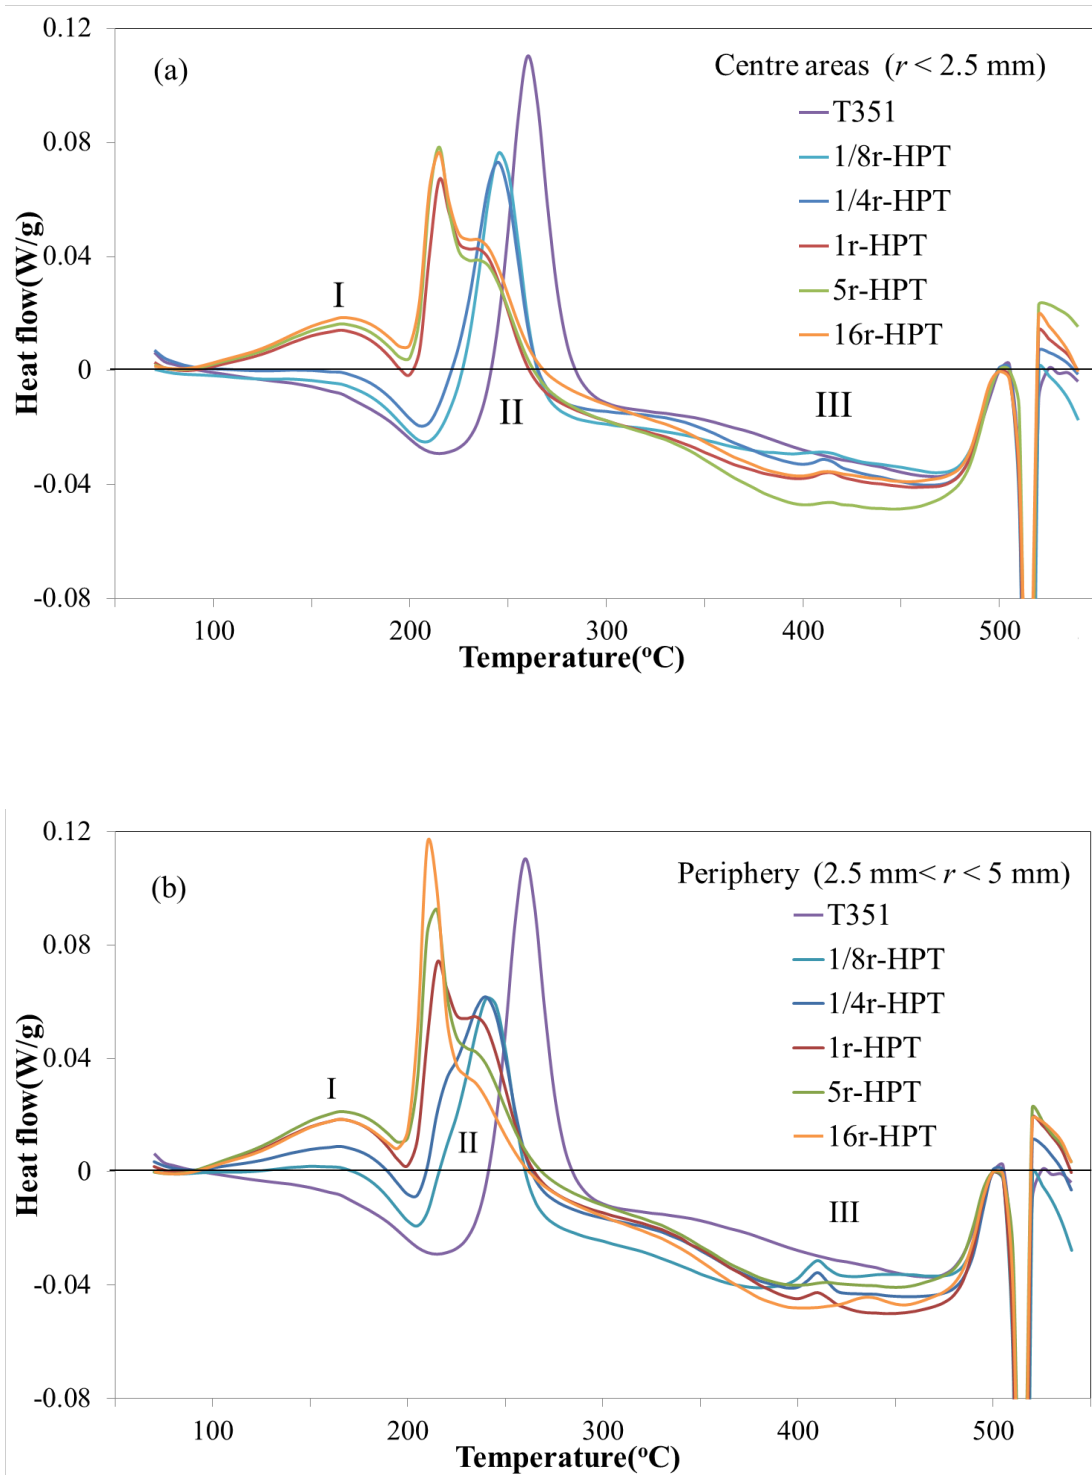 0.12
(a)
Centre areas (r < 2.5 mm)
T351
0.08
1/8r-HPT
1/4r-HPT
1r-HPT
0.04
5r-HPT
I
16r-HPT
Heat flow(W/g)
0
II
III
-0.04
-0.08
100
200
300
400
500
Temperature(°C)
0.12
(b)
Periphery (2.5 mm< r < 5 mm)
T351
0.08
1/8r-HPT
1/4r-HPT
1r-HPT
0.04
I
5r-HPT
II
16r-HPT
Heat flow(W/g)
0
III
-0.04
-0.08
100
200
300
400
500
Temperature(°C)